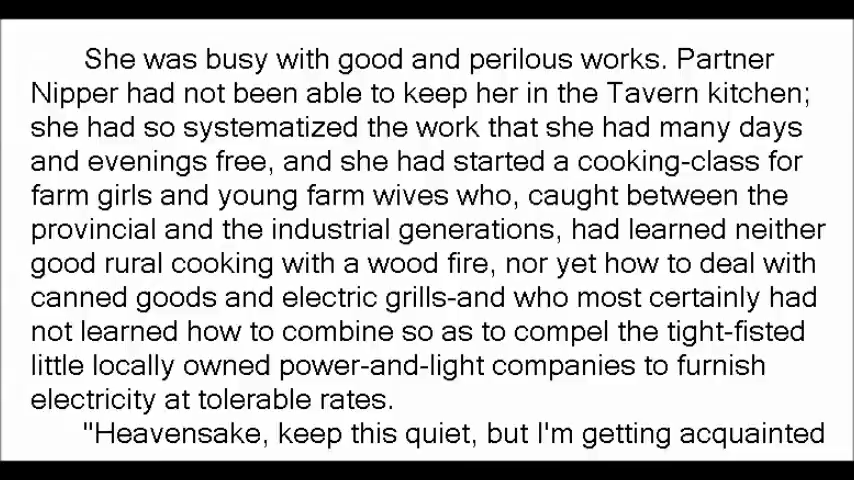 She was busy with good and perilous works. Partner
Nipper had not been able to keep her in the Tavern kitchen;
she had so systematized the work that she had many days
and evenings free, and she had started a cooking-class for
farm girls and young farm wives who, caught between the
provincial and the industrial generations, had learned neither
good rural cooking with a wood fire, nor yet how to deal with
canned goods and electric grills-and who most certainly had
not learned how to combine so as to compel the tight-fisted
little locally owned power-and-light companies to furnish
electricity at tolerable rates.
"Heavensake, keep this quiet, but I'm getting acquainted